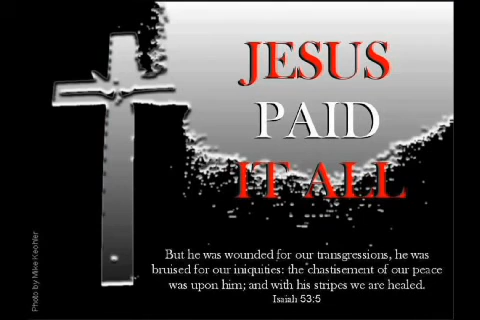 JESUS
PAID
IT ALL
But he was wounded for our transgressions, he was
bruised for our iniquities: the chastisement of our peace
was upon him; and with his stripes we are healed.
Isaiah 53:5
Photo by Mike Keohler